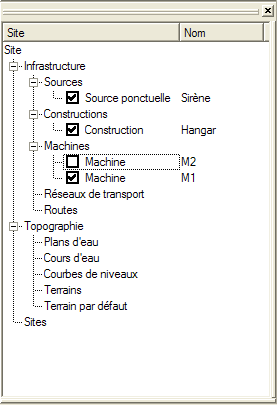 Site Nom
Site
Infrastructure
Sources
Source ponctuelle Sirène
Constructions
Construction Hangar
Machines
Machine M2
Machine M1
Réseaux de transport
Routes
Topographie
Plans d'eau
Cours d'eau
Courbes de niveaux
Terrains
Terrain par défaut
Sites